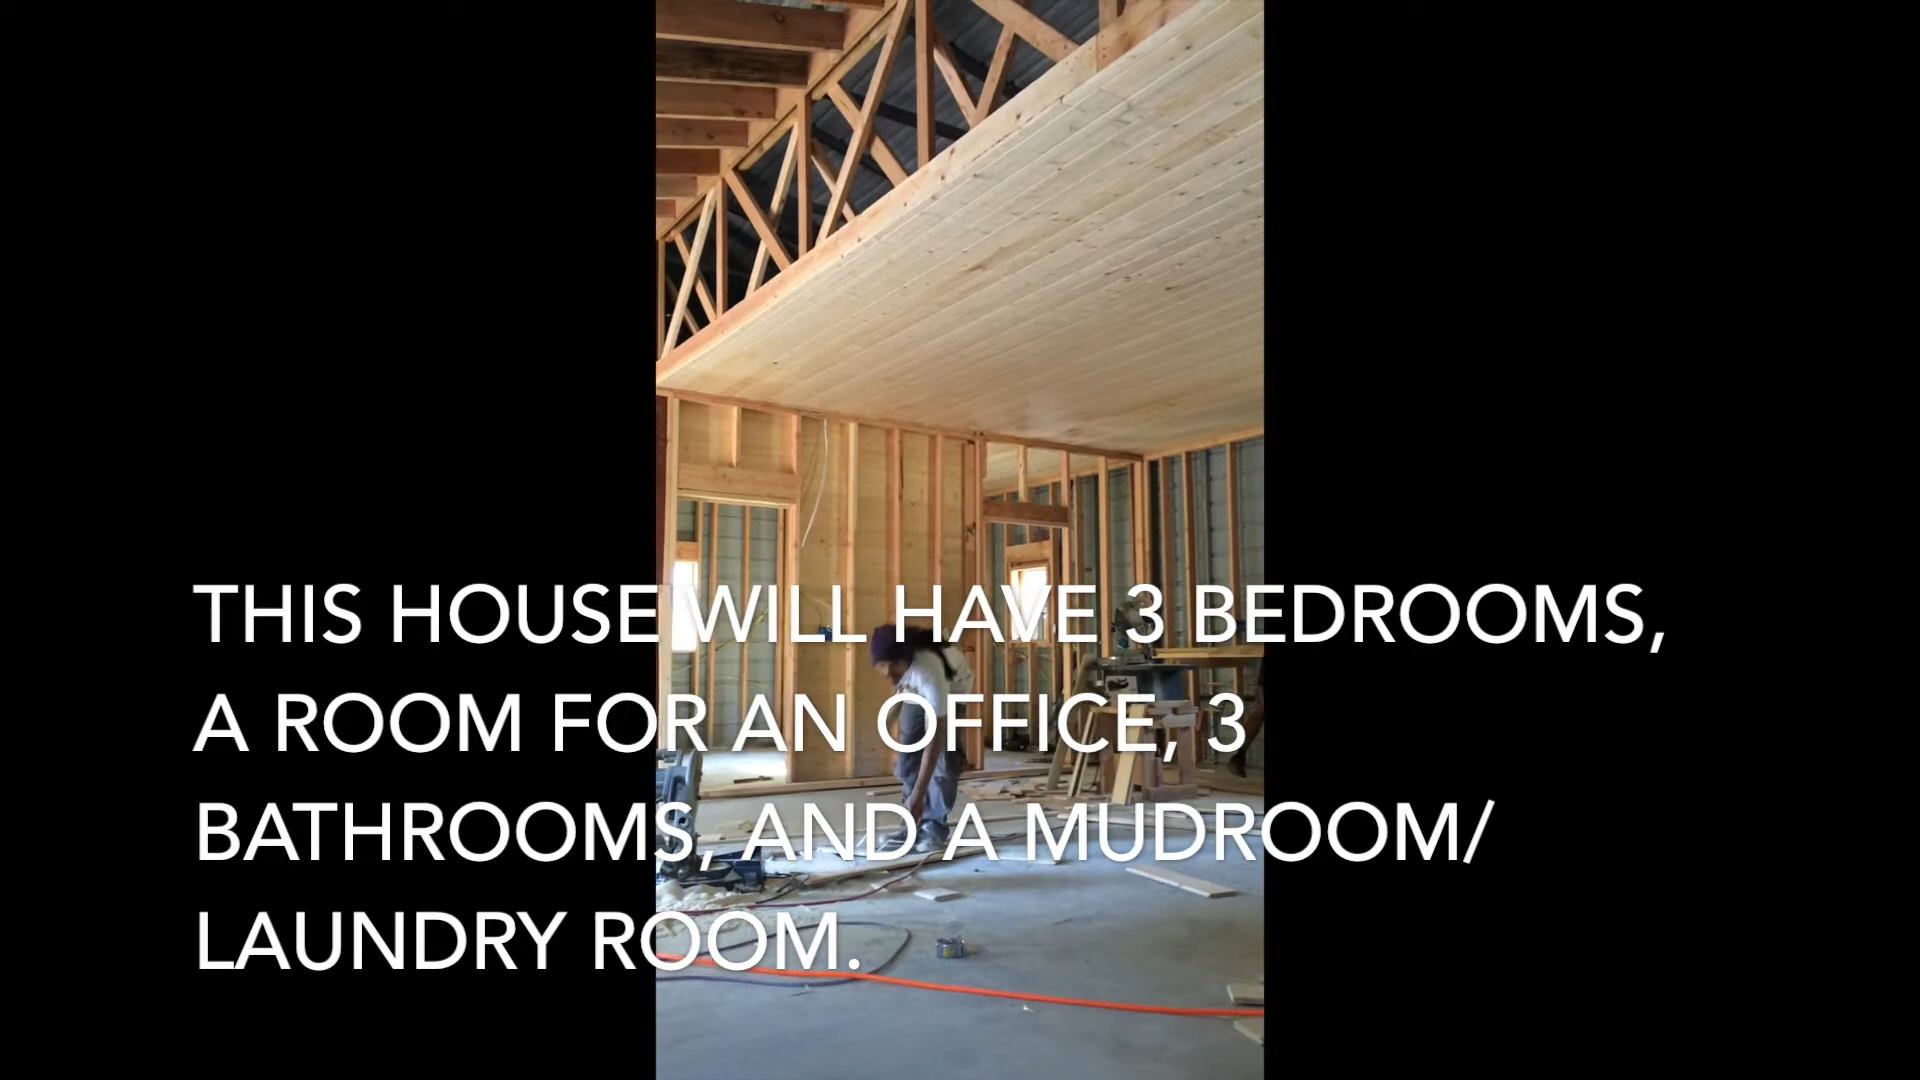 THIS HOUSE WILL HAVE 3 BEDROOMS,
A ROOM FOR AN OFFICE, 3
BATHROOMS, AND A MUDROOM/
LAUNDRY ROOM.